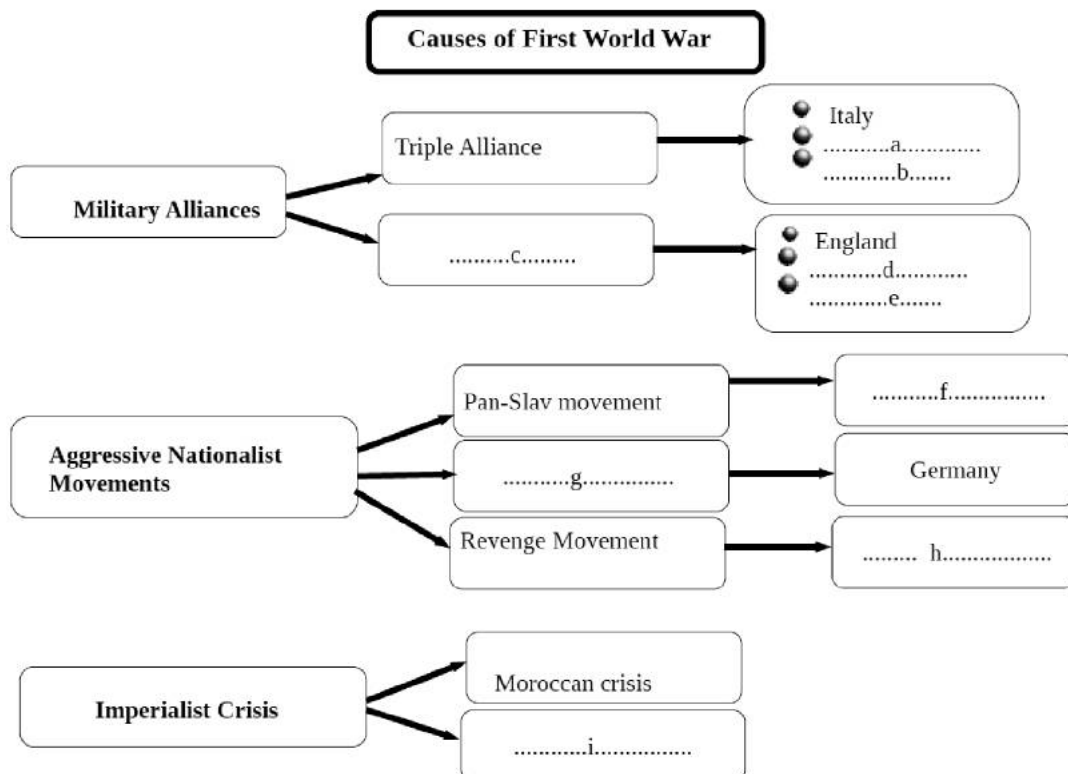 Causes of First World War
Italy
Triple Alliance
...........a.............
............b.......
Military Alliances
England
..........c.........
............d............
.............e.......
Pan-Slav movement
...........f................
Aggressive Nationalist
Movements
...........g...............
Germany
Revenge Movement
......... h..................
Moroccan crisis
Imperialist Crisis
............i................